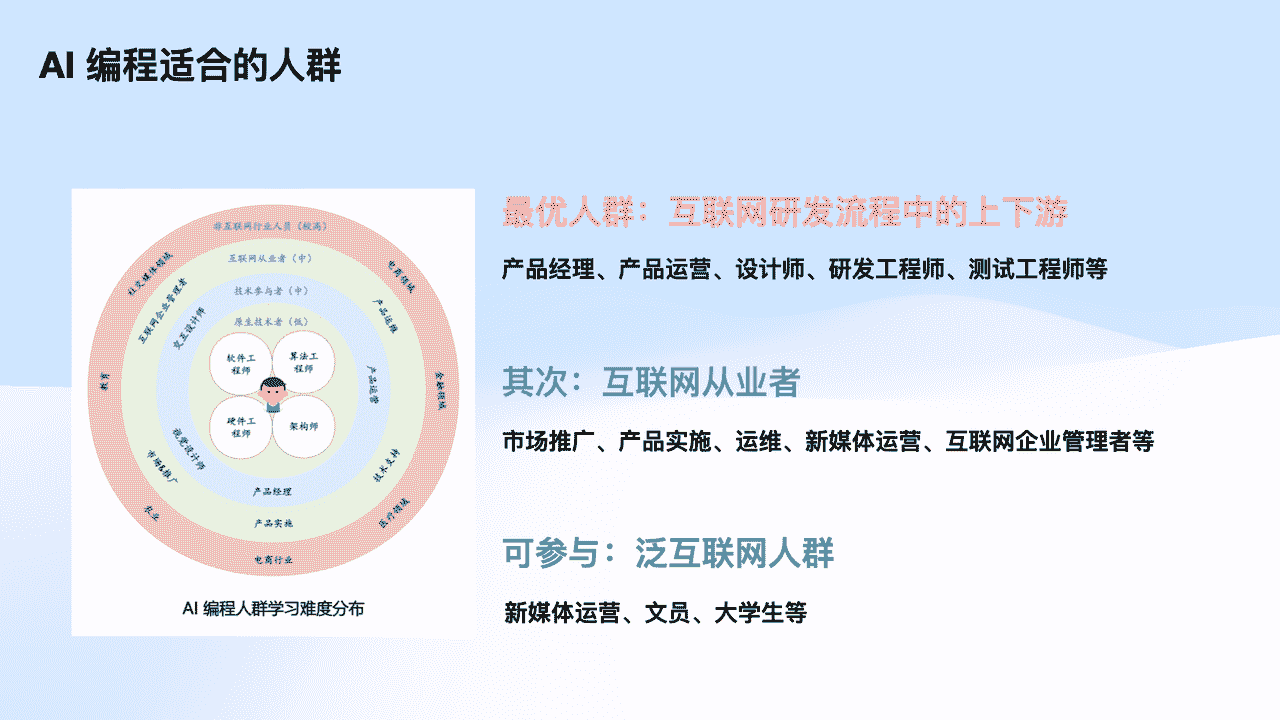 AI 编程适合的人群
非互联网行业人员（较高）
互联网从业者（中）
技术参与者（中）
原生技术者（低）
社交媒体领域
电商领域
互联网企业管理者
产品运维
交互设计师
软件工
程师
算法工
程师
教育
产品运营
金融领域
硬件工
程师
架构师
视觉设计师
市场&推广
技术支持
产品经理
农业
产品实施
医疗领域
电商行业
AI 编程人群学习难度分布
最优人群：互联网研发流程中的上下游
产品经理、产品运营、设计师、研发工程师、测试工程师等
其次：互联网从业者
市场推广、产品实施、运维、新媒体运营、互联网企业管理者等
可参与：泛互联网人群
新媒体运营、文员、大学生等